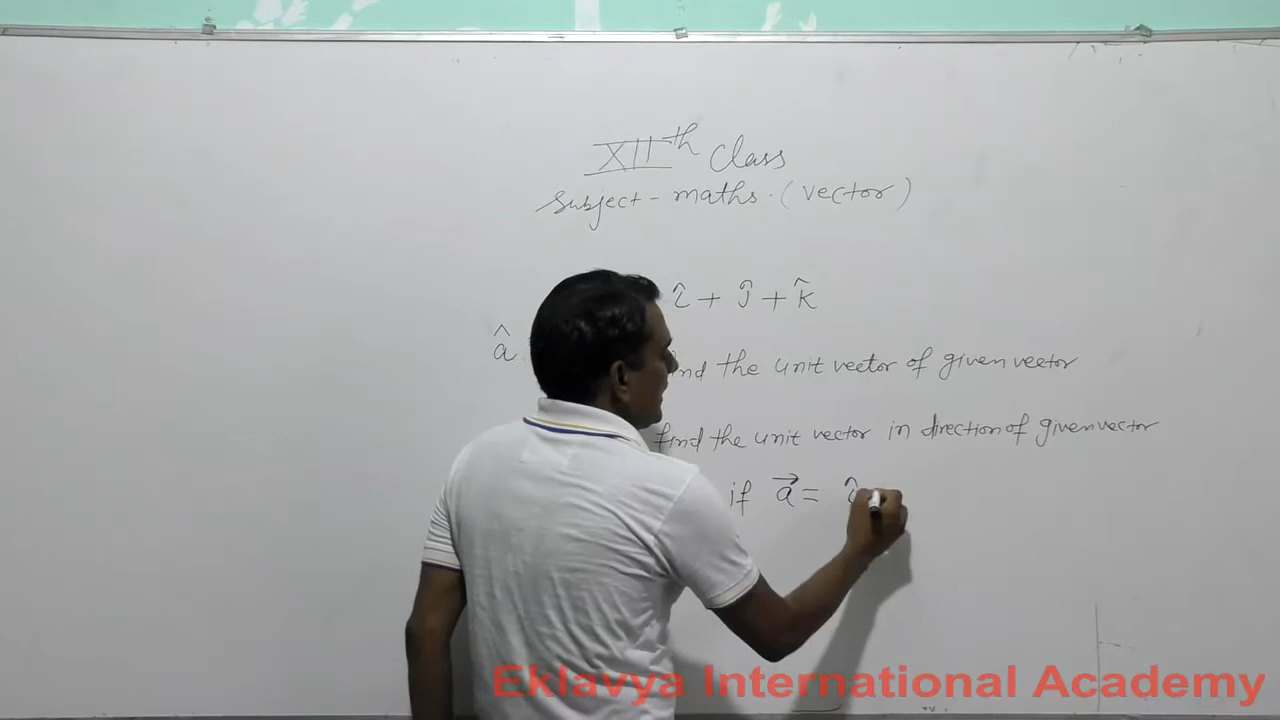 XIIth Class
Subject - maths. (vector)
î + ĵ + k̂
â
the unit vector of given vector
find the unit vector in direction of given vector
if a⃗ = î
Eklavya International Academy